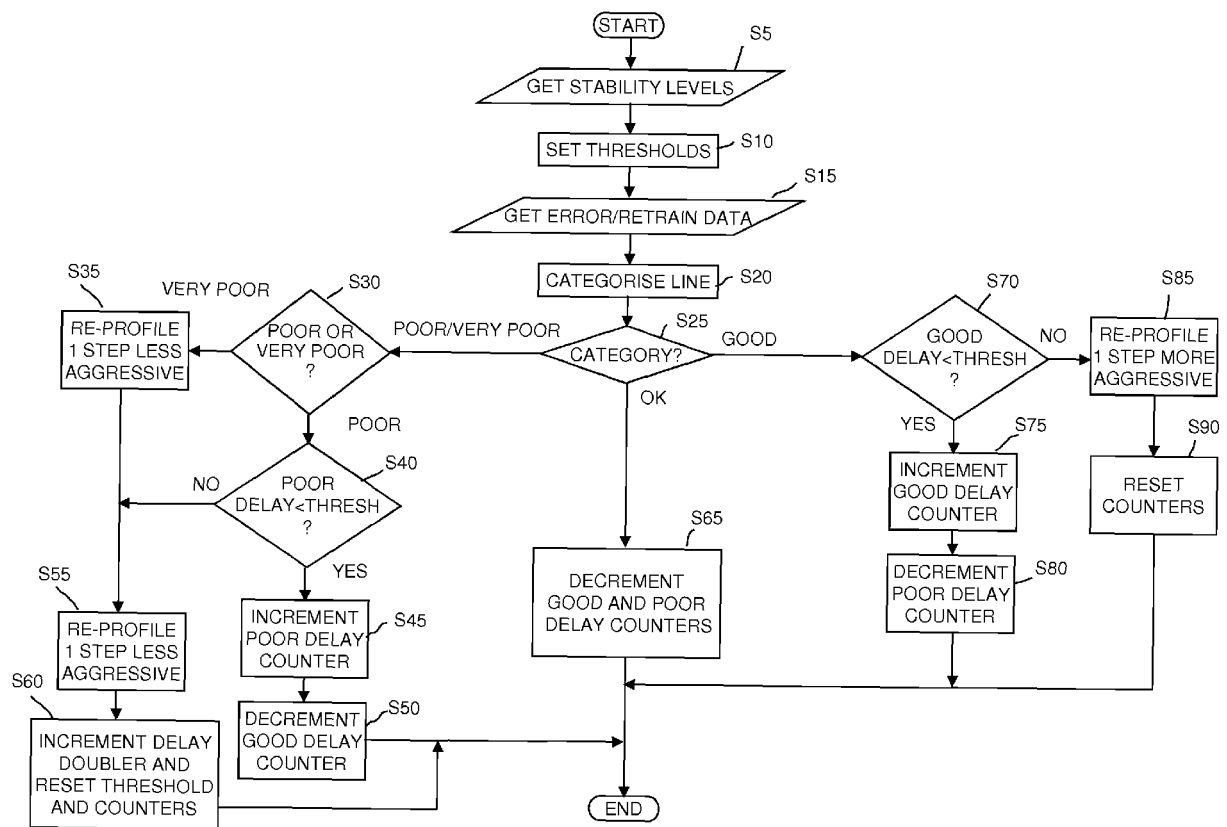 START
S5
GET STABILITY LEVELS
SET THRESHOLDS
S10
S15
GET ERROR/RETRAIN DATA
CATEGORISE LINE
S20
S35
VERY POOR
S30
RE-PROFILE
1 STEP LESS
AGGRESSIVE
POOR OR
VERY POOR
?
POOR/VERY POOR
S25
CATEGORY?
GOOD
OK
S70
GOOD
DELAY<THRESH
?
NO
S85
RE-PROFILE
1 STEP MORE
AGGRESSIVE
POOR
S40
NO
POOR
DELAY<THRESH
?
YES
YES
S75
INCREMENT
GOOD DELAY
COUNTER
S90
RESET
COUNTERS
S55
RE-PROFILE
1 STEP LESS
AGGRESSIVE
INCREMENT
POOR DELAY
COUNTER
S45
S65
DECREMENT
GOOD AND POOR
DELAY COUNTERS
DECREMENT
POOR DELAY
COUNTER
S80
S60
INCREMENT DELAY
DOUBLER AND
RESET THRESHOLD
AND COUNTERS
DECREMENT
GOOD DELAY
COUNTER
S50
END